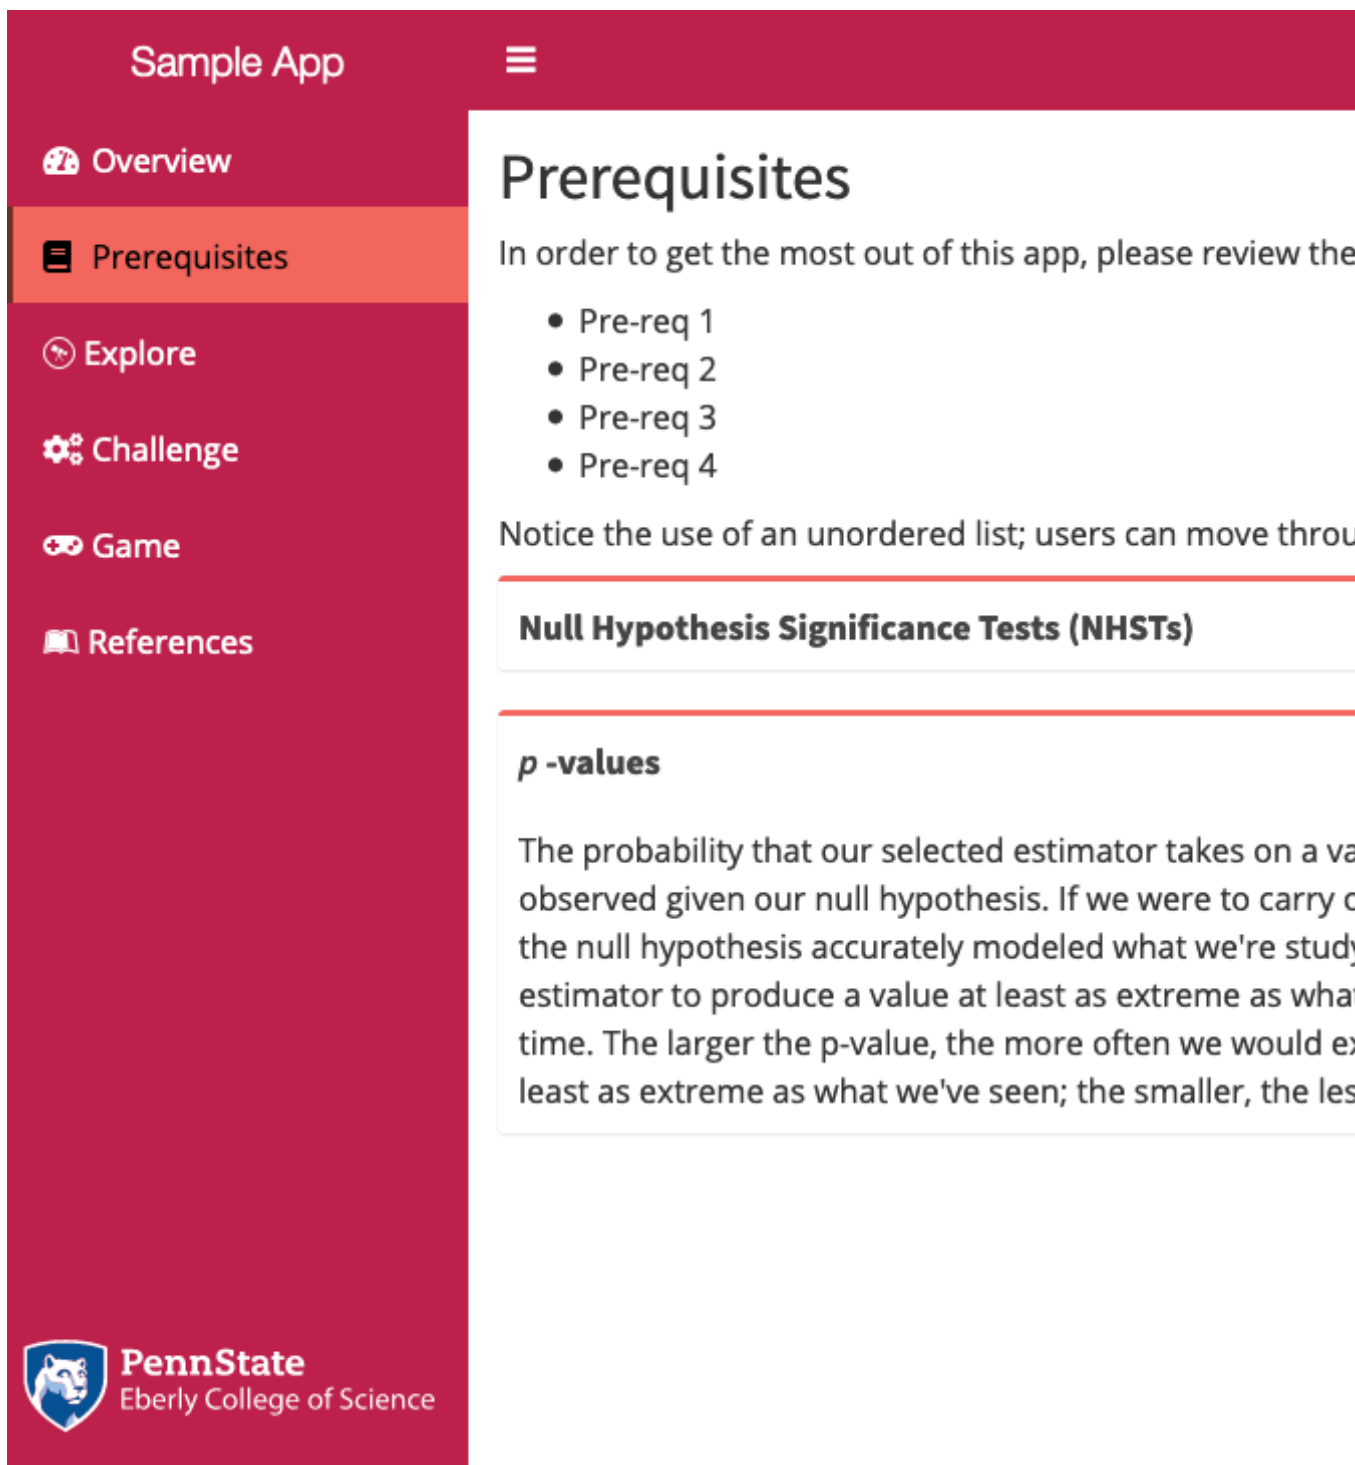 Sample App
Overview
Prerequisites
Explore
Challenge
Game
References
PennState
Eberly College of Science
Prerequisites
In order to get the most out of this app, please review the
• Pre-req 1
• Pre-req 2
• Pre-req 3
• Pre-req 4
Notice the use of an unordered list; users can move
Null Hypothesis Significance Tests (NHSTs)
p -values
The probability that our selected estimator takes on a
observed given our null hypothesis. If we were to carry
the null hypothesis accurately modeled what we're
estimator to produce a value at least as extreme as
time. The larger the p-value, the more often we would
least as extreme as what we've seen; the smaller, the